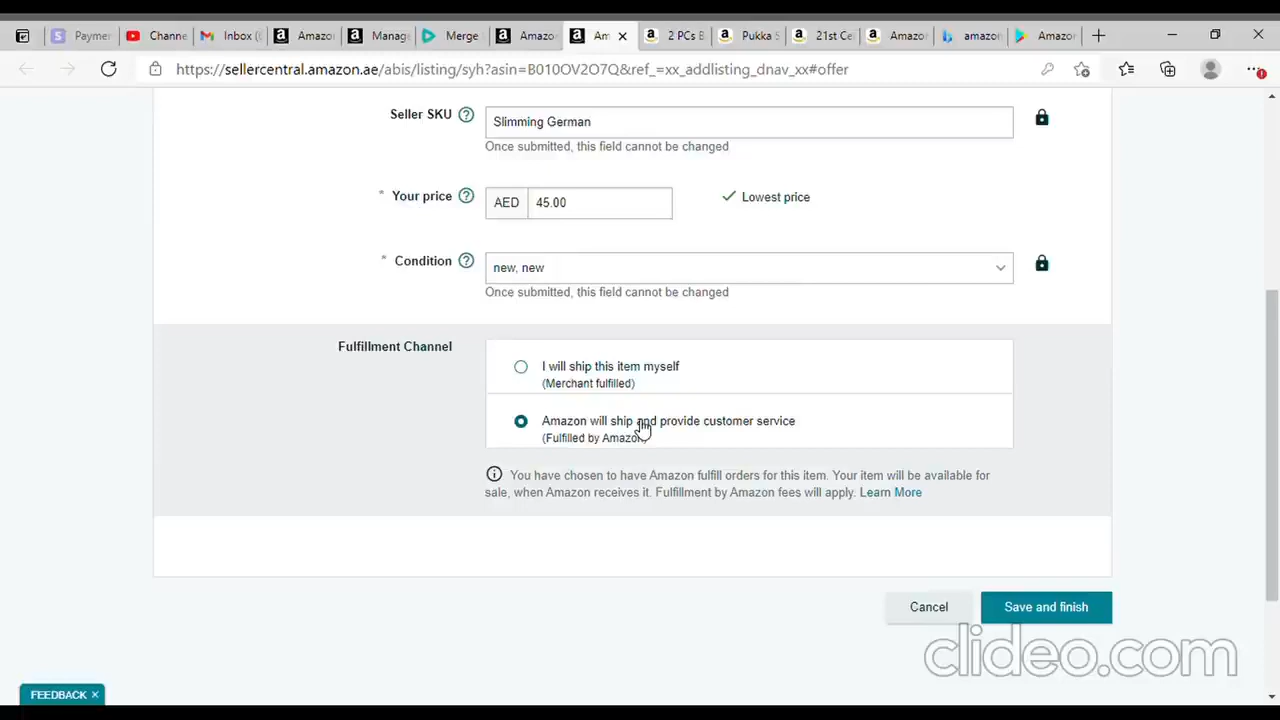 Paymer
Channe
Inbox (
Amazo
Manage
Merge
Amazo
Am
2 PCs B
Pukka S
21st Ce
Amazo
amazo
Amazo
https://sellercentral.amazon.ae/abis/listing/syh?asin=B010OV2O7Q&ref_=xx_addlisting_dnav_xx#offer
Seller SKU
Slimming German
Once submitted, this field cannot be changed
* Your price
AED 45.00
Lowest price
* Condition
new, new
Once submitted, this field cannot be changed
Fulfillment Channel
I will ship this item myself
(Merchant fulfilled)
Amazon will ship and provide customer service
(Fulfilled by Amazon)
You have chosen to have Amazon fulfill orders for this item. Your item will be available for
sale, when Amazon receives it. Fulfillment by Amazon fees will apply. Learn More
Cancel
Save and finish
clideo.com
FEEDBACK